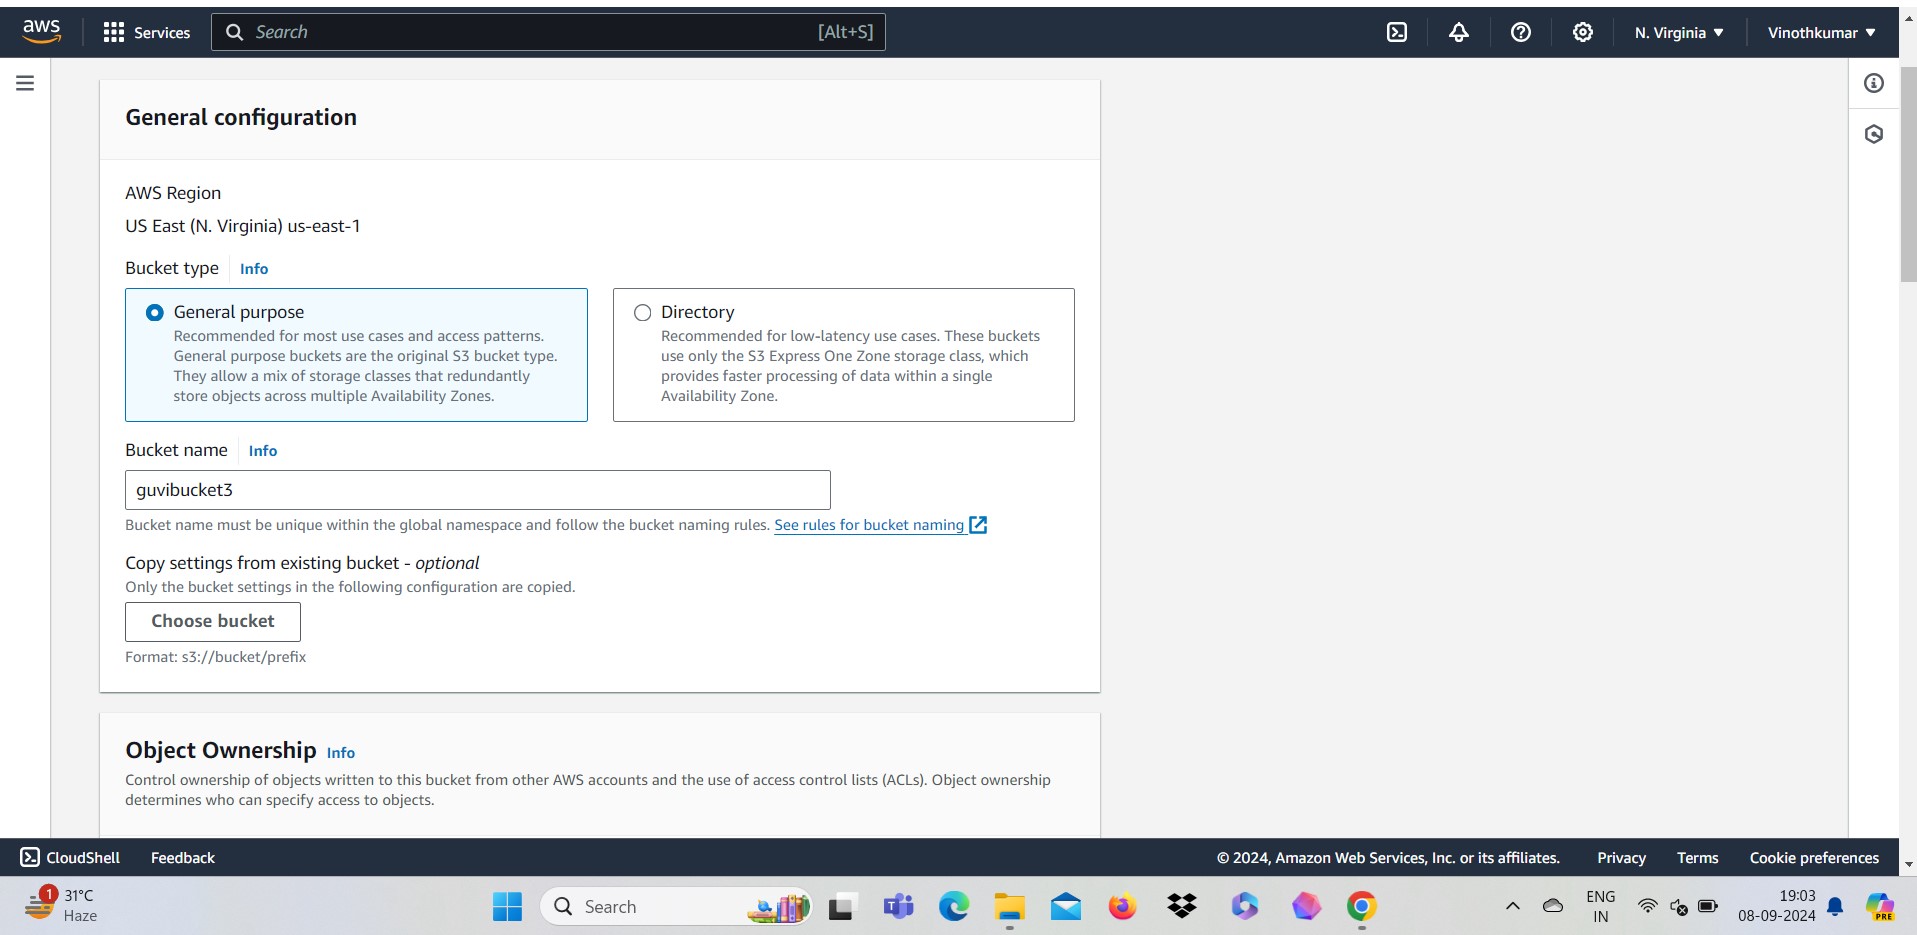 aws
Services
Search
[Alt+S]
N. Virginia ▼
Vinothkumar ▼
General configuration
AWS Region
US East (N. Virginia) us-east-1
Bucket type
Info
General purpose
Recommended for most use cases and access patterns.
General purpose buckets are the original S3 bucket type.
They allow a mix of storage classes that redundantly
store objects across multiple Availability Zones.
Directory
Recommended for low-latency use cases. These buckets
use only the S3 Express One Zone storage class, which
provides faster processing of data within a single
Availability Zone.
Bucket name
Info
guvibucket3
Bucket name must be unique within the global namespace and follow the bucket naming rules. See rules for bucket naming
Copy settings from existing bucket - optional
Only the bucket settings in the following configuration are copied.
Choose bucket
Format: s3://bucket/prefix
Object Ownership Info
Control ownership of objects written to this bucket from other AWS accounts and the use of access control lists (ACLs). Object ownership
determines who can specify access to objects.
CloudShell
Feedback
© 2024, Amazon Web Services, Inc. or its affiliates.
Privacy
Terms
Cookie preferences
1
31°C
Haze
Search
ENG
IN
19:03
08-09-2024
PRE